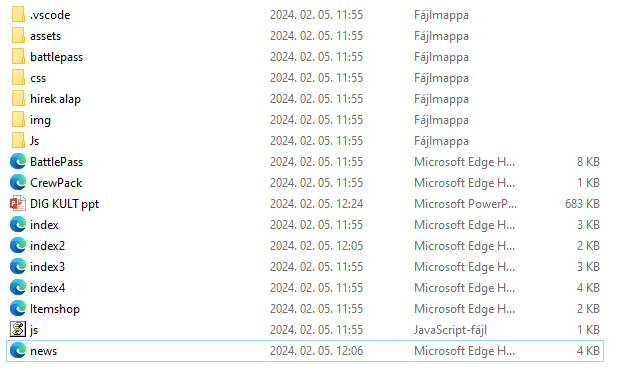 .vscode 2024. 02. 05. 11:55 Fájlmappa
assets 2024. 02. 05. 11:55 Fájlmappa
battlepass 2024. 02. 05. 11:55 Fájlmappa
css 2024. 02. 05. 11:55 Fájlmappa
hirek alap 2024. 02. 05. 11:55 Fájlmappa
img 2024. 02. 05. 11:55 Fájlmappa
Js 2024. 02. 05. 11:55 Fájlmappa
BattlePass 2024. 02. 05. 11:55 Microsoft Edge H... 8 KB
CrewPack 2024. 02. 05. 11:55 Microsoft Edge H... 1 KB
DIG KULT ppt 2024. 02. 05. 12:24 Microsoft PowerP... 683 KB
index 2024. 02. 05. 11:55 Microsoft Edge H... 3 KB
index2 2024. 02. 05. 12:05 Microsoft Edge H... 2 KB
index3 2024. 02. 05. 11:55 Microsoft Edge H... 3 KB
index4 2024. 02. 05. 11:55 Microsoft Edge H... 4 KB
Itemshop 2024. 02. 05. 11:55 Microsoft Edge H... 2 KB
js 2024. 02. 05. 11:55 JavaScript-fájl 1 KB
news 2024. 02. 05. 12:06 Microsoft Edge H... 4 KB